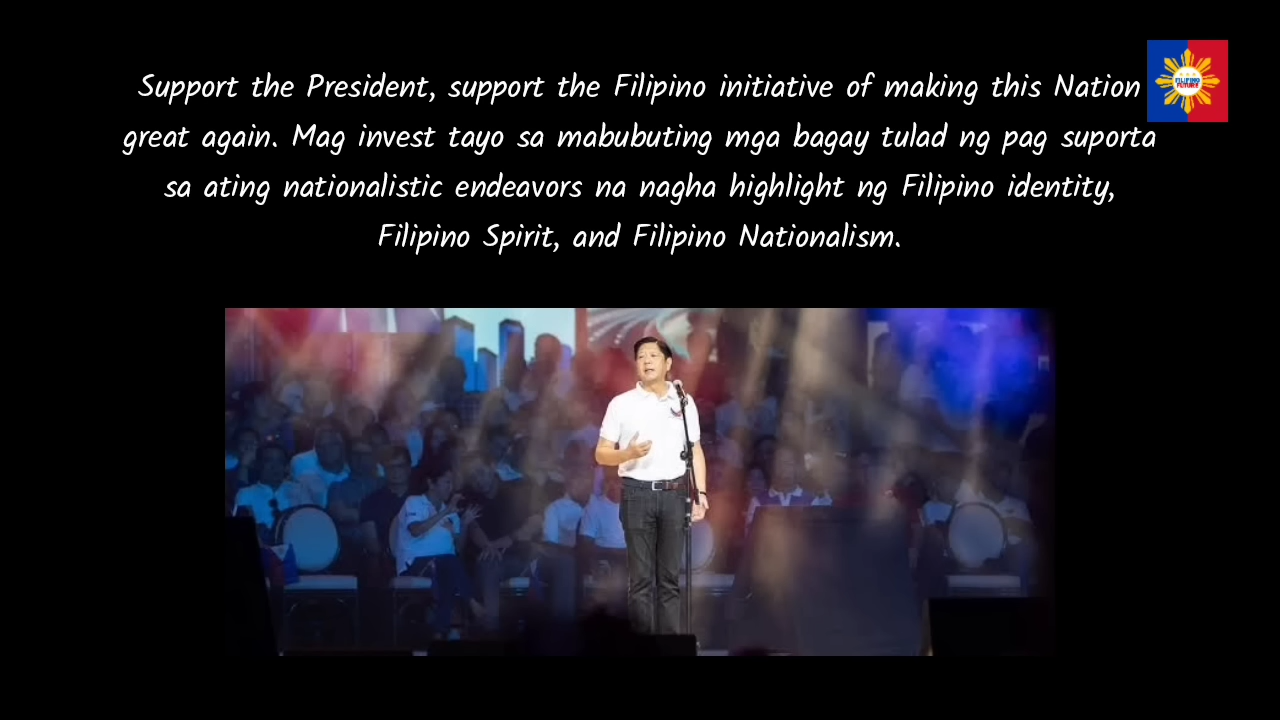 Support the President, support the Filipino initiative of making this Nation
great again. Mag invest tayo sa mabubuting mga bagay tulad ng pag suporta
sa ating nationalistic endeavors na nagha highlight ng Filipino identity,
Filipino Spirit, and Filipino Nationalism.
FILIPINO
FUTURE